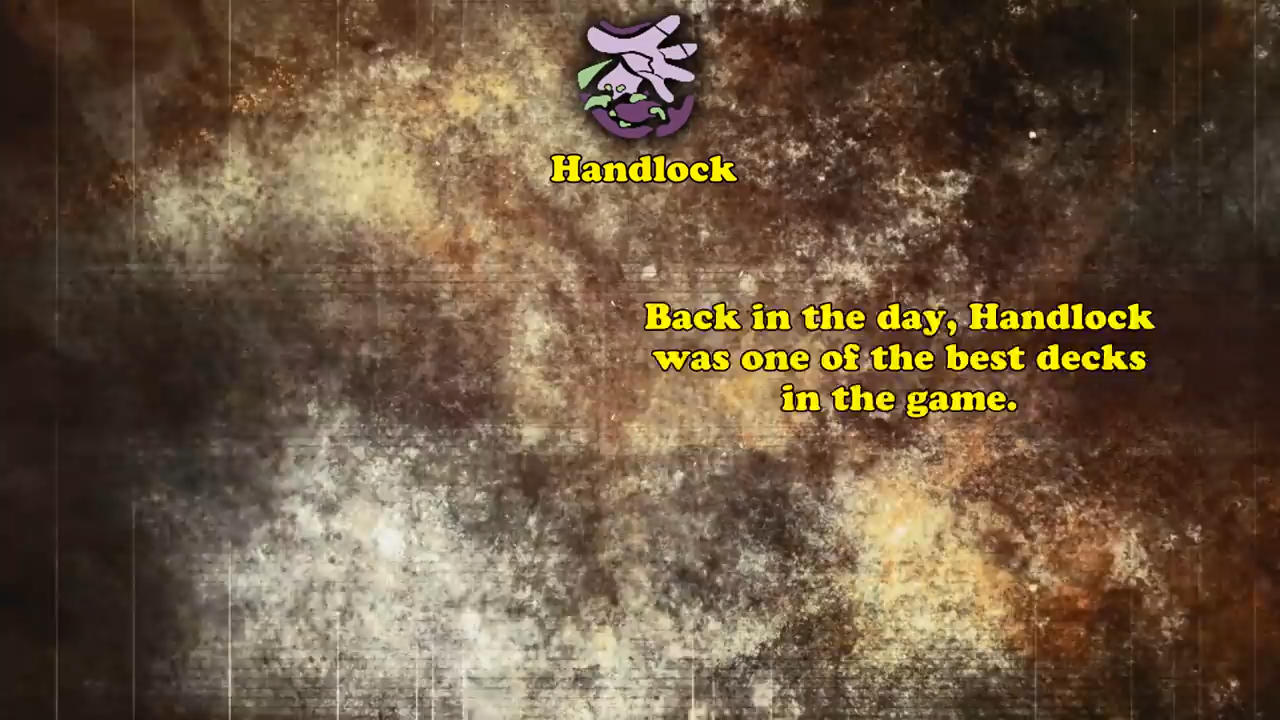 Handlock
Back in the day, Handlock
was one of the best decks
in the game.